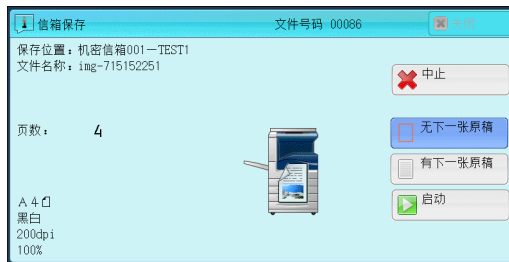 信箱保存
文件号码 00086
关闭
保存位置：机密信箱001－TEST1
文件名称：img-715152251
中止
页数：
4
无下一张原稿
有下一张原稿
启动
A4
黑白
200dpi
100%